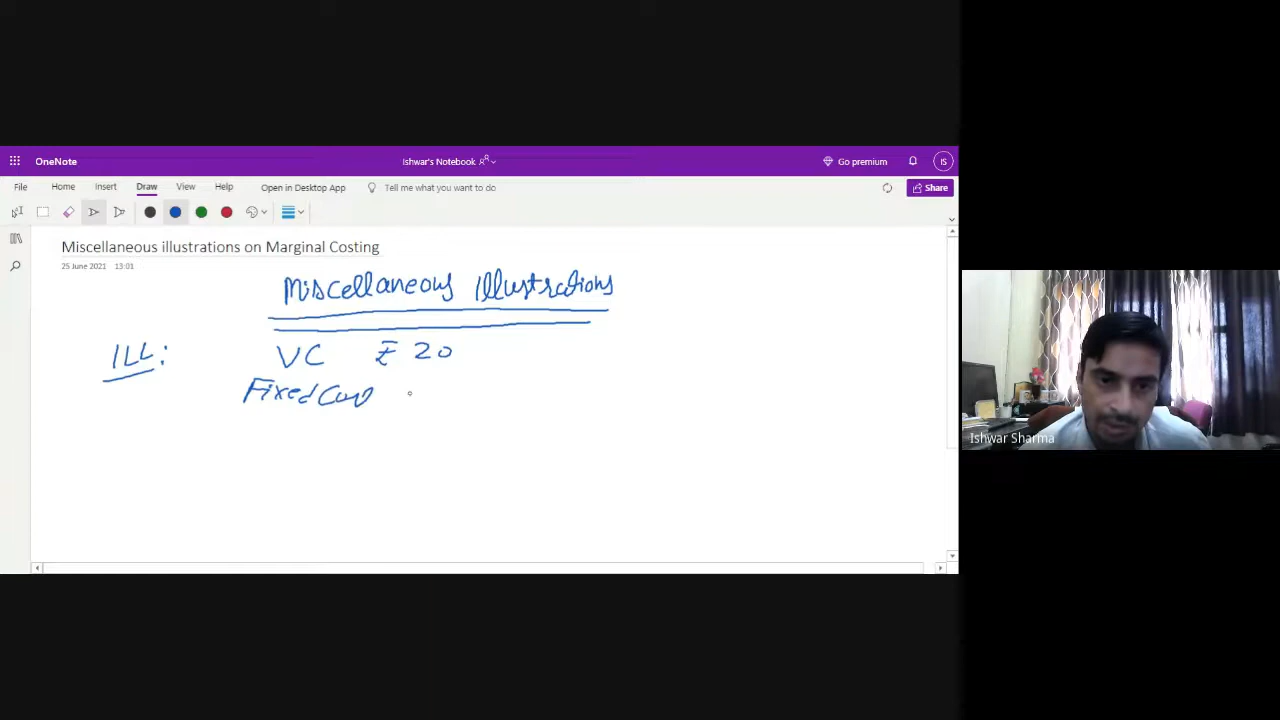 OneNote
Ishwar's Notebook
Go premium
IS
File Home Insert Draw View Help Open in Desktop App Tell me what you want to do
Share
Miscellaneous illustrations on Marginal Costing
25 June 2021 13:01
Miscellaneous Illustrations
ILL: VC ₹ 20
Fixed
Ishwar Sharma